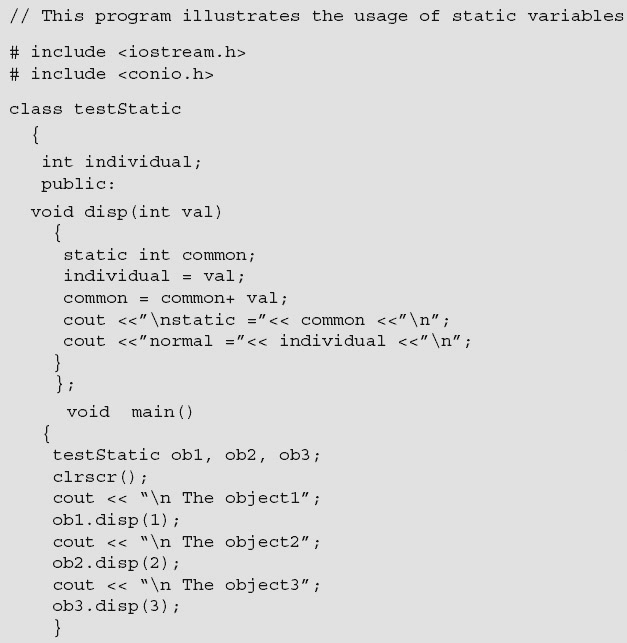 // This program illustrates the usage of static variables
# include <iostream.h>
# include <conio.h>
class testStatic
{
int individual;
public:
void disp(int val)
{
static int common;
individual = val;
common = common+ val;
cout <<”\nstatic =”<< common <<”\n”;
cout <<”normal =”<< individual <<”\n”;
}
};
void main()
{
testStatic ob1, ob2, ob3;
clrscr();
cout << “\n The object1”;
ob1.disp(1);
cout << “\n The object2”;
ob2.disp(2);
cout << “\n The object3”;
ob3.disp(3);
}